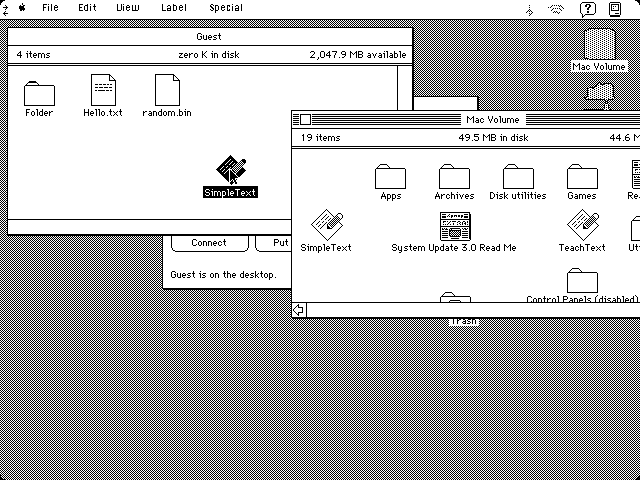 File Edit View Label Special
Guest
4 items zero K in disk 2,047.9 MB available
Mac Volume
Folder Hello.txt random.bin
Mac Volume
19 items 49.5 MB in disk 44.6 M
SimpleText
Apps Archives Disk utilities Games Rea
SimpleText System Update 3.0 Read Me TeachText Uti
Connect Put
Guest is on the desktop.
Control Panels (disabled)
Trash